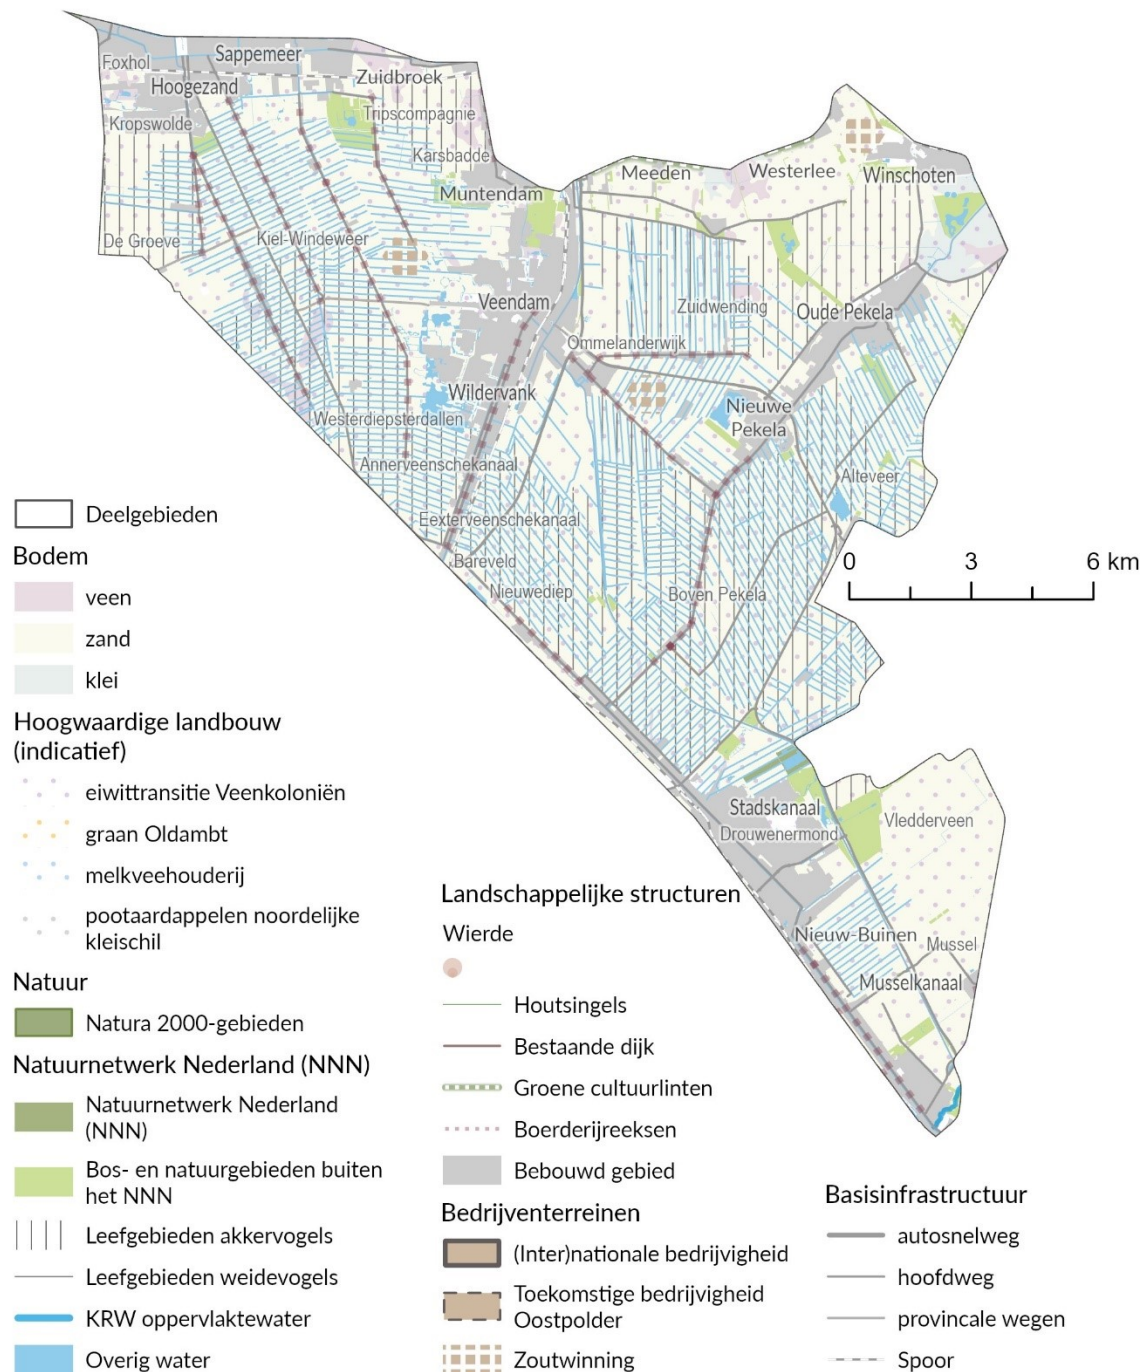 Foxhol
Sappemeer
Zuidbroek
Hoogezand
Tripscompagnie
Kropswolde
Karsbadde
Meeden
Westerlee
Winschoten
Muntendam
De Groeve
Kiel-Windeweer
Veendam
Zuidwending
Oude Pekela
Ommelanderwijk
Wildervank
Nieuwe
Pekela
Westerdiepsterdallen
Annerveenschekanaal
Alteveer
Eexterveenschekanaal
Bareveld
Nieuwediep
Boven Pekela
0 3 6 km
Stadskanaal
Drouwenermond
Vledderveen
Nieuw-Buinen
Mussel
Musselkanaal
Deelgebieden
Bodem
veen
zand
klei
Hoogwaardige landbouw
(indicatief)
eiwittransitie Veenkoloniën
graan Oldambt
melkveehouderij
pootaardappelen noordelijke
kleischil
Natuur
Natura 2000-gebieden
Natuurnetwerk Nederland (NNN)
Natuurnetwerk Nederland
(NNN)
Bos- en natuurgebieden buiten
het NNN
Leefgebieden akkervogels
Leefgebieden weidevogels
KRW oppervlaktewater
Overig water
Landschappelijke structuren
Wierde
Houtsingels
Bestaande dijk
Groene cultuurlinten
Boerderijreeksen
Bebouwd gebied
Bedrijventerreinen
(Inter)nationale bedrijvigheid
Toekomstige bedrijvigheid
Oostpolder
Zoutwinning
Basisinfrastructuur
autosnelweg
hoofdweg
provincale wegen
Spoor